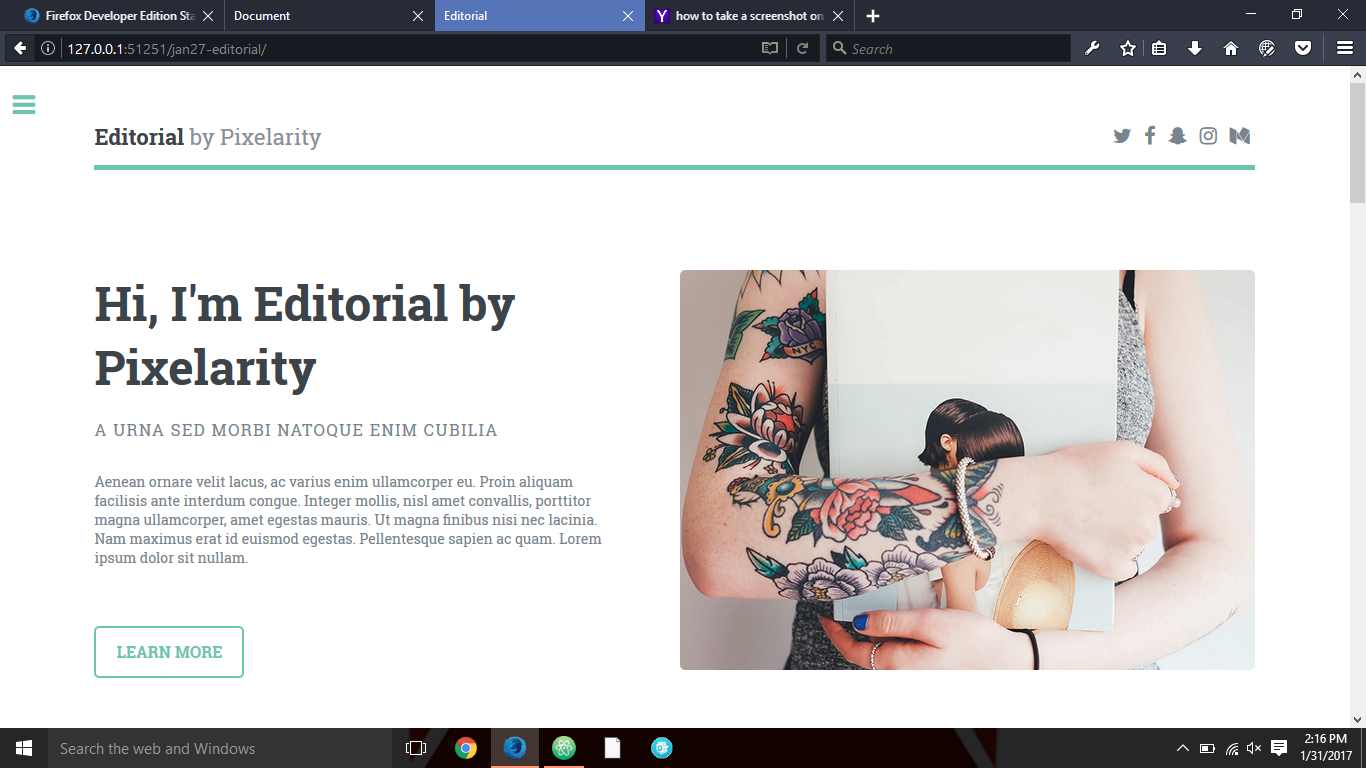 Firefox Developer Edition Sta
Document
Editorial
how to take a screenshot on
127.0.0.1:51251/jan27-editorial/
Search
Editorial by Pixelarity
Hi, I'm Editorial by
Pixelarity
A URNA SED MORBI NATOQUE ENIM CUBILIA
Aenean ornare velit lacus, ac varius enim ullamcorper eu. Proin aliquam
facilisis ante interdum congue. Integer mollis, nisl amet convallis, porttitor
magna ullamcorper, amet egestas mauris. Ut magna finibus nisi nec lacinia.
Nam maximus erat id euismod egestas. Pellentesque sapien ac quam. Lorem
ipsum dolor sit nullam.
LEARN MORE
NYC
Search the web and Windows
2:16 PM
1/31/2017